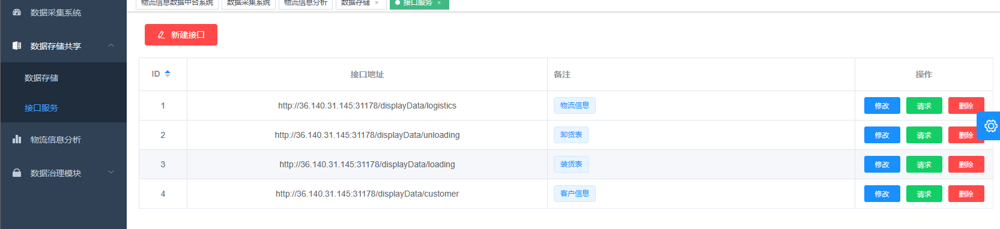 物流信息数据中台系统 数据采集系统 物流信息分析 数据存储 × 接口服务 ×
数据采集系统
数据存储共享
数据存储
接口服务
物流信息分析
数据治理模块
新建接口
ID 接口地址 备注 操作
1 http://36.140.31.145:31178/displayData/logistics 物流信息 修改 请求 删除
2 http://36.140.31.145:31178/displayData/unloading 卸货表 修改 请求 删除
3 http://36.140.31.145:31178/displayData/loading 装货表 修改 请求 删除
4 http://36.140.31.145:31178/displayData/customer 客户信息 修改 请求 删除